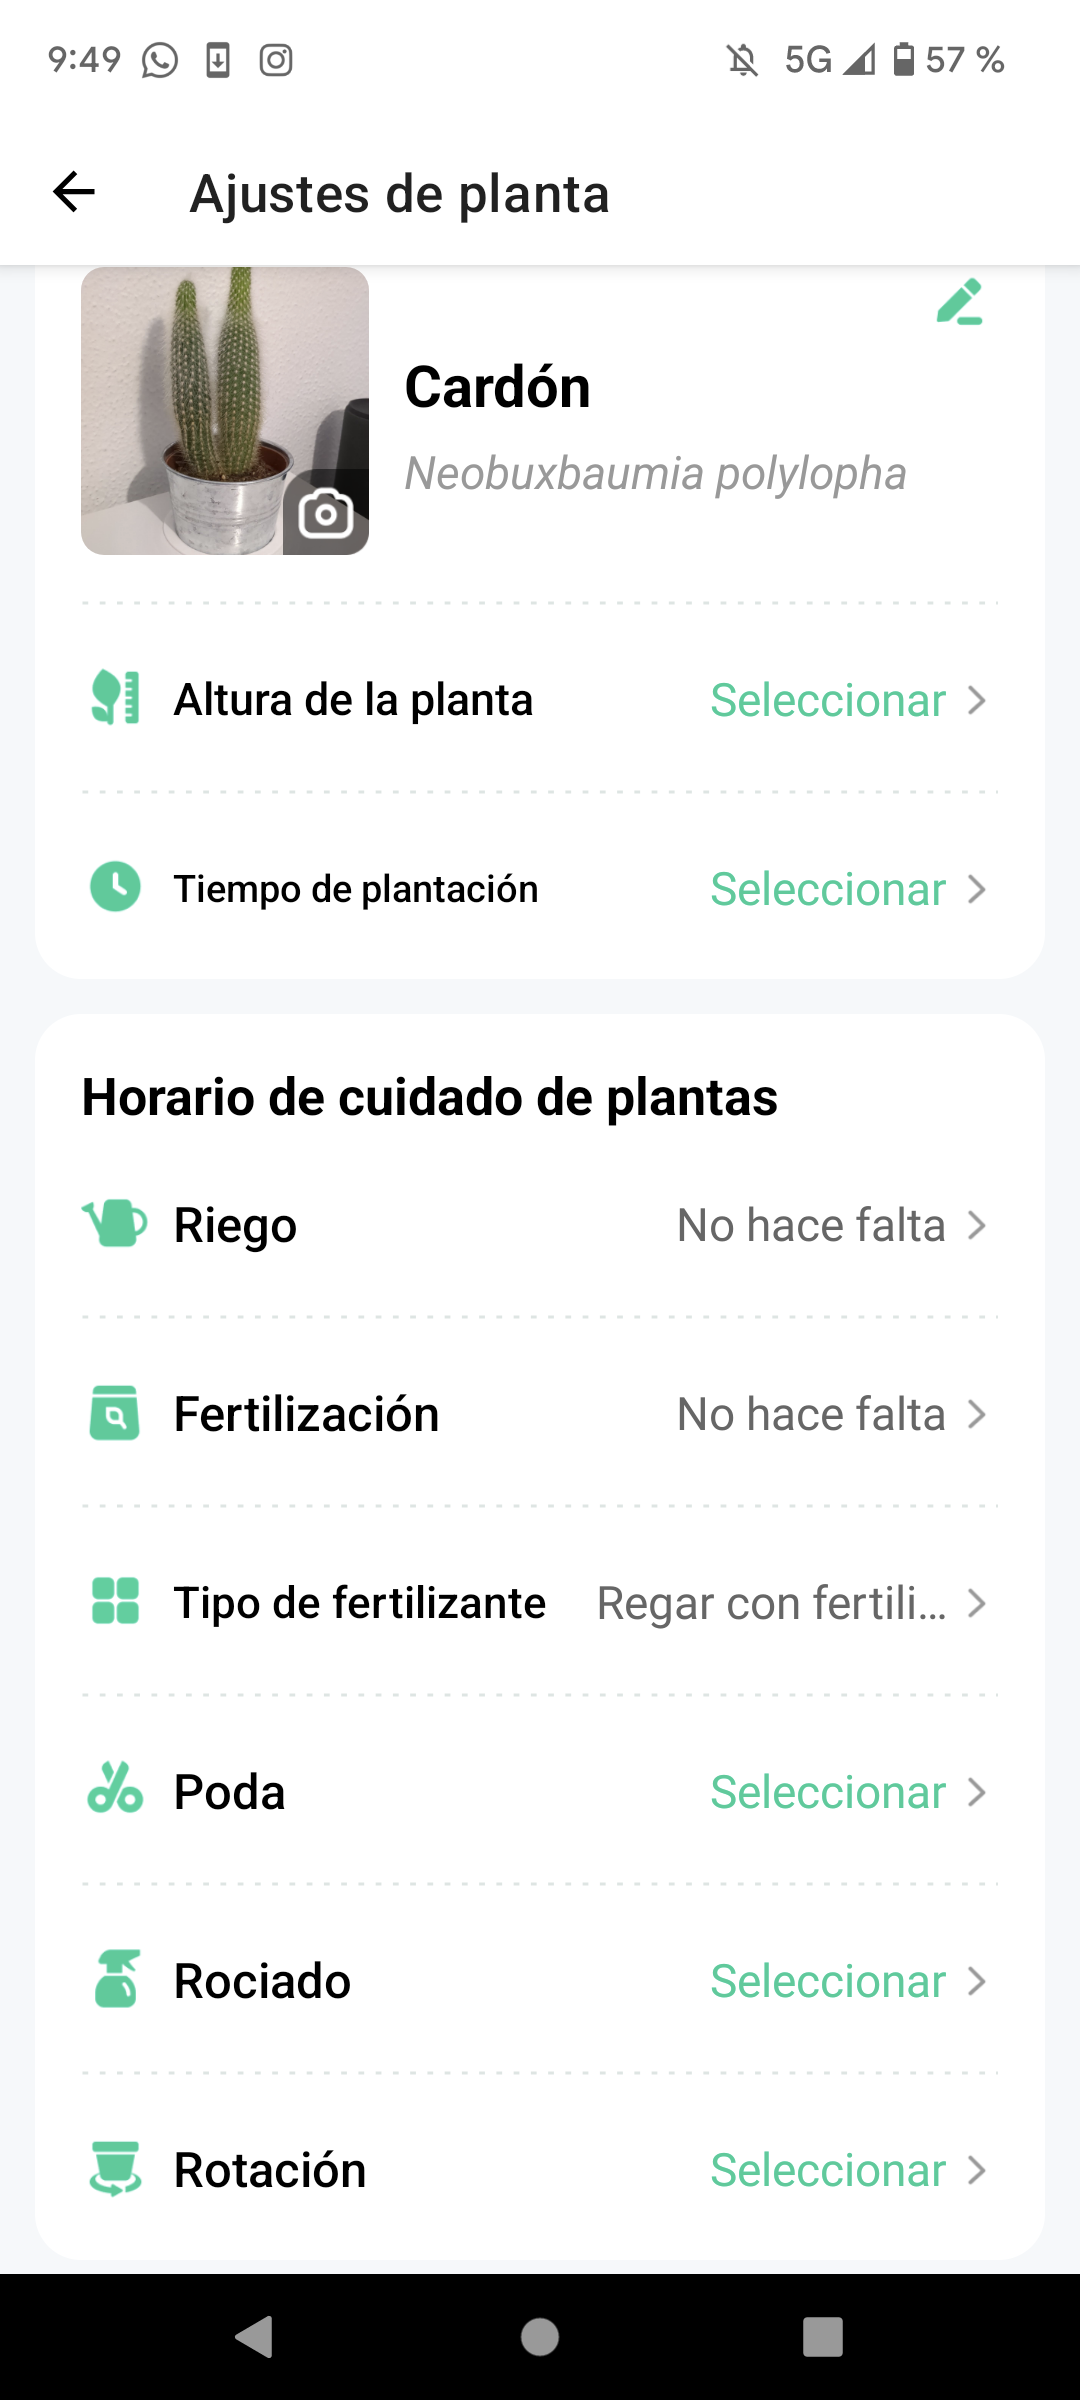 9:49 5G 57 %
Ajustes de planta
Cardón
Neobuxbaumia polylopha
Altura de la planta Seleccionar
Tiempo de plantación Seleccionar
Horario de cuidado de plantas
Riego No hace falta
Fertilización No hace falta
Tipo de fertilizante Regar con fertili...
Poda Seleccionar
Rociado Seleccionar
Rotación Seleccionar